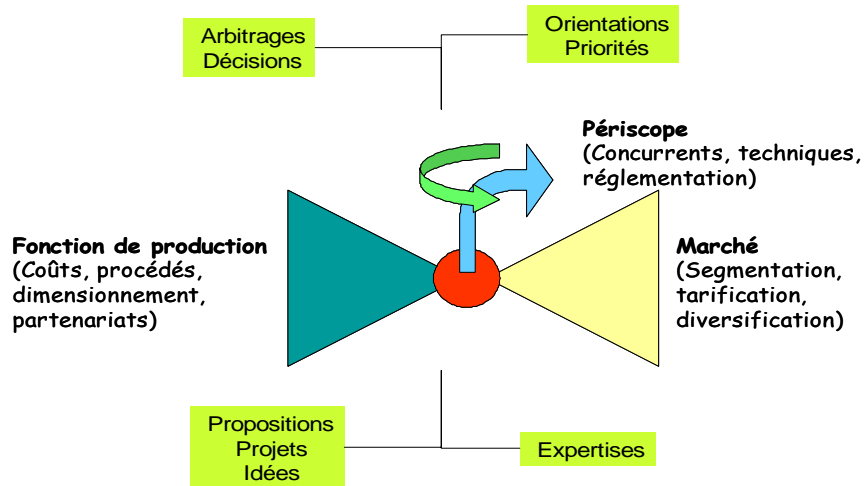 Arbitrages
Décisions
Orientations
Priorités
Périscope
(Concurrents, techniques,
réglementation)
Fonction de production
(Coûts, procédés,
dimensionnement,
partenariats)
Marché
(Segmentation,
tarification,
diversification)
Propositions
Projets
Idées
Expertises